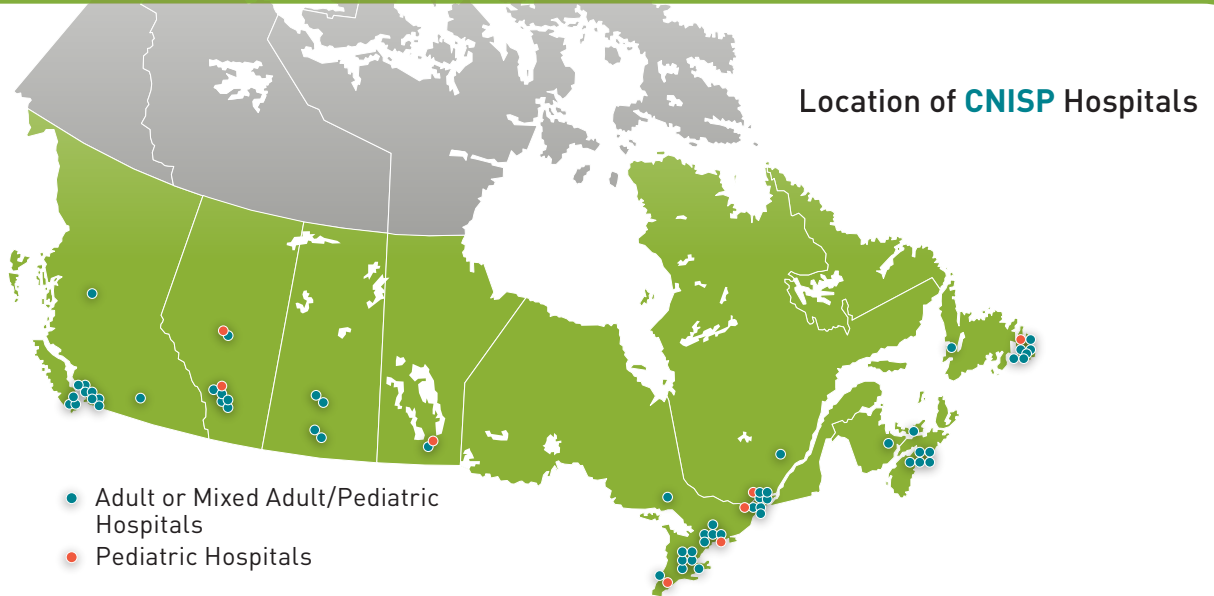 Location of CNISP Hospitals
Adult or Mixed Adult/Pediatric
Hospitals
Pediatric Hospitals